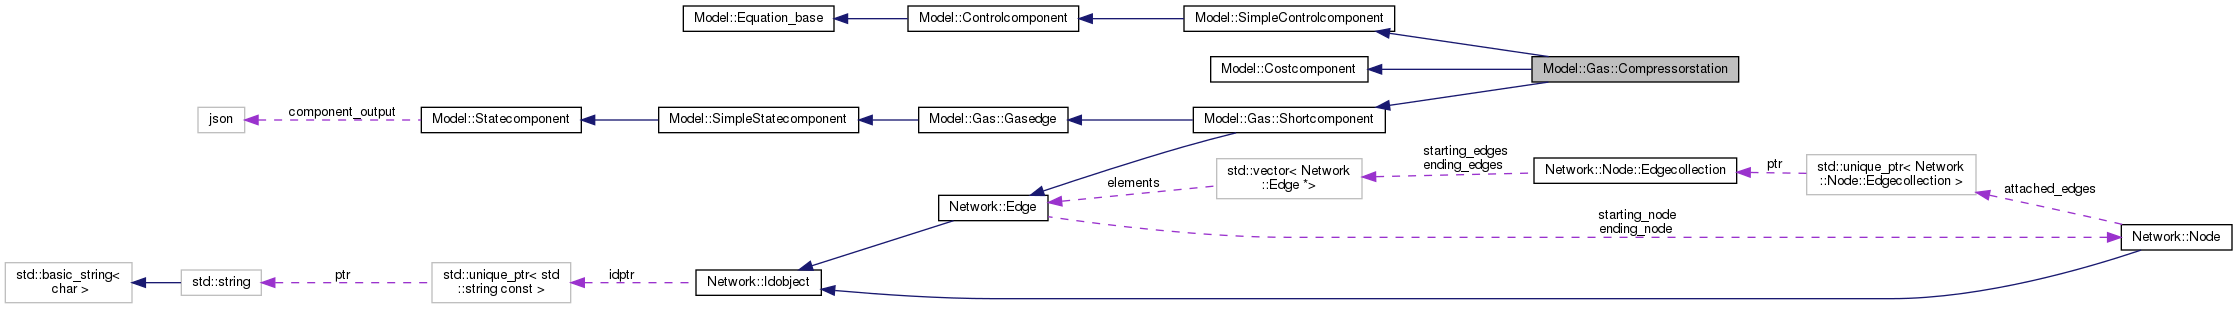 Model::Equation_base
Model::Controlcomponent
Model::SimpleControlcomponent
Model::Costcomponent
Model::Gas::Compressorstation
json
component_output
Model::Statecomponent
Model::SimpleStatecomponent
Model::Gas::Gasedge
Model::Gas::Shortcomponent
Network::Edge
elements
std::vector< Network
::Edge *>
starting_edges
ending_edges
Network::Node::Edgecollection
ptr
std::unique_ptr< Network
::Node::Edgecollection >
attached_edges
starting_node
ending_node
Network::Node
std::basic_string<
char >
std::string
ptr
std::unique_ptr< std
::string const >
idptr
Network::Idobject